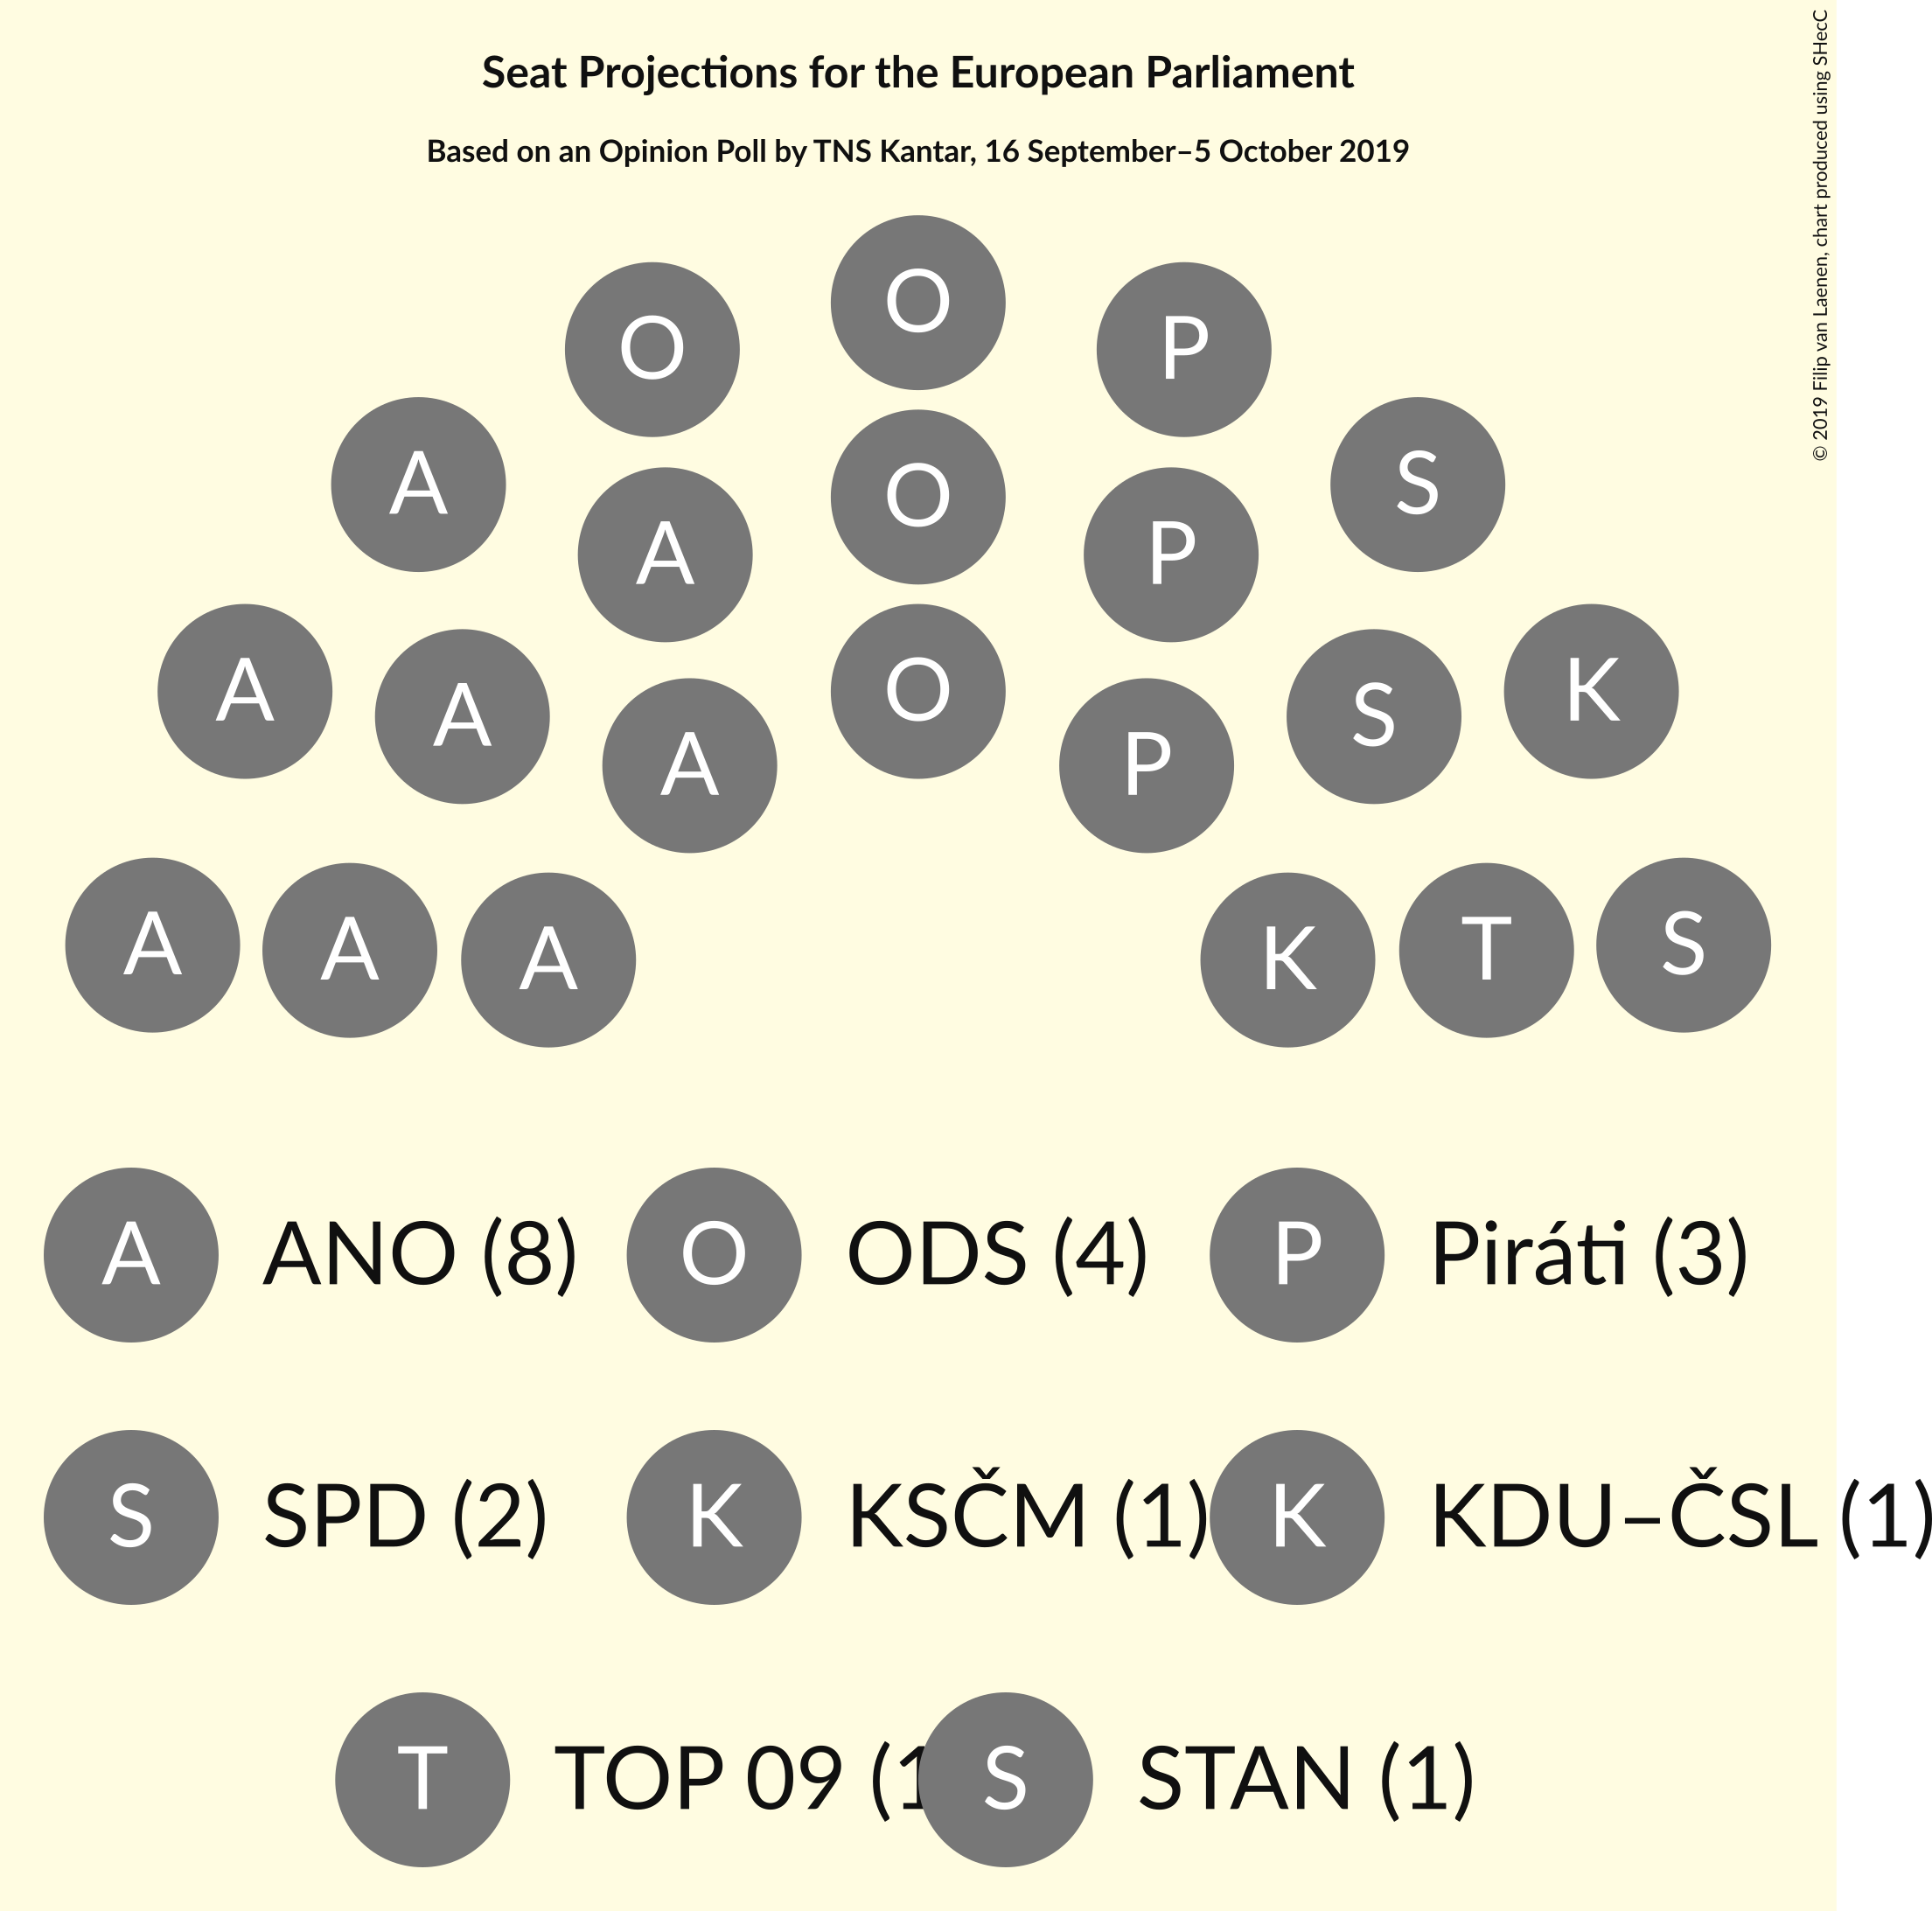 Seat Projections for the European Parliament
Based on an Opinion Poll by TNS Kantar, 16 September–5 October 2019
© 2019 Filip van Laenen, chart produced using SHecC
O
O P
A O S
A P
A O K
A S
A P
A A A K T S
A ANO (8) O ODS (4) P Piráti (3)
S SPD (2) K KSČM (1) K KDU–ČSL (1)
T TOP 09 (1 S STAN (1)